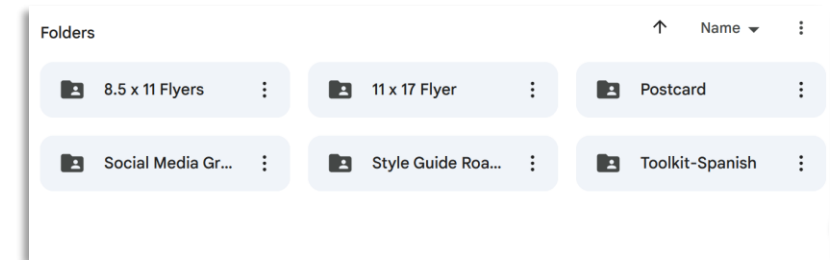 Folders
Name
8.5 x 11 Flyers
11 x 17 Flyer
Postcard
Social Media Gr...
Style Guide Roa...
Toolkit-Spanish